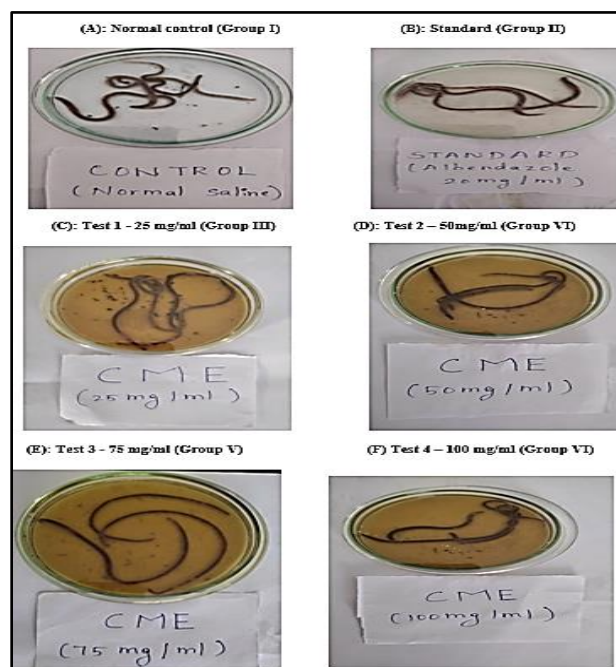 (A): Normal control (Group I)
(B): Standard (Group II)
CONTROL
(Normal saline)
STANDARD
(Albendazole
20mg/ml)
(C): Test 1 - 25 mg/ml (Group III)
(D): Test 2 – 50mg/ml (Group VI)
CME
(25mg/ml)
CME
(50mg/ml)
(E): Test 3 - 75 mg/ml (Group V)
(F) Test 4 – 100 mg/ml (Group VI)
CME
(75 mg/ml)
CME
(100mg/ml)